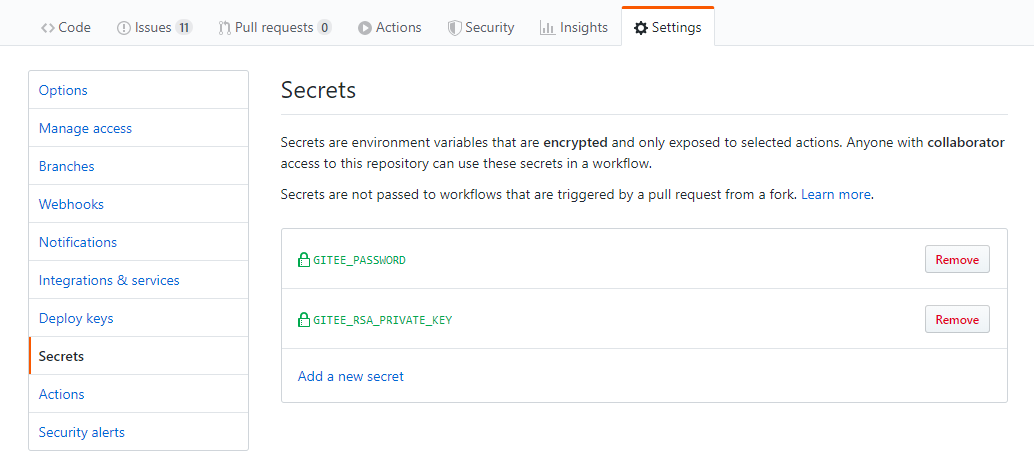 Code Issues 11 Pull requests 0 Actions Security Insights Settings
Options
Manage access
Branches
Webhooks
Notifications
Integrations & services
Deploy keys
Secrets
Actions
Security alerts
Secrets
Secrets are environment variables that are encrypted and only exposed to selected actions. Anyone with collaborator
access to this repository can use these secrets in a workflow.
Secrets are not passed to workflows that are triggered by a pull request from a fork. Learn more.
GITEE_PASSWORD Remove
GITEE_RSA_PRIVATE_KEY Remove
Add a new secret